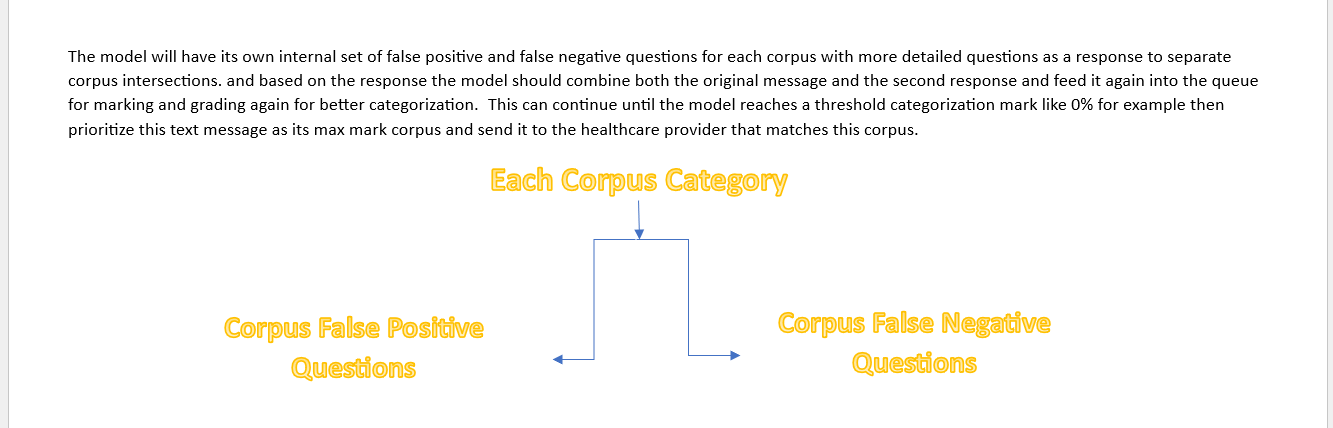 The model will have its own internal set of false positive and false negative questions for each corpus with more detailed questions as a response to separate
corpus intersections. and based on the response the model should combine both the original message and the second response and feed it again into the queue
for marking and grading again for better categorization.  This can continue until the model reaches a threshold categorization mark like 0% for example then
prioritize this text message as its max mark corpus and send it to the healthcare provider that matches this corpus.
Each Corpus Category
Corpus False Positive
Questions
Corpus False Negative
Questions